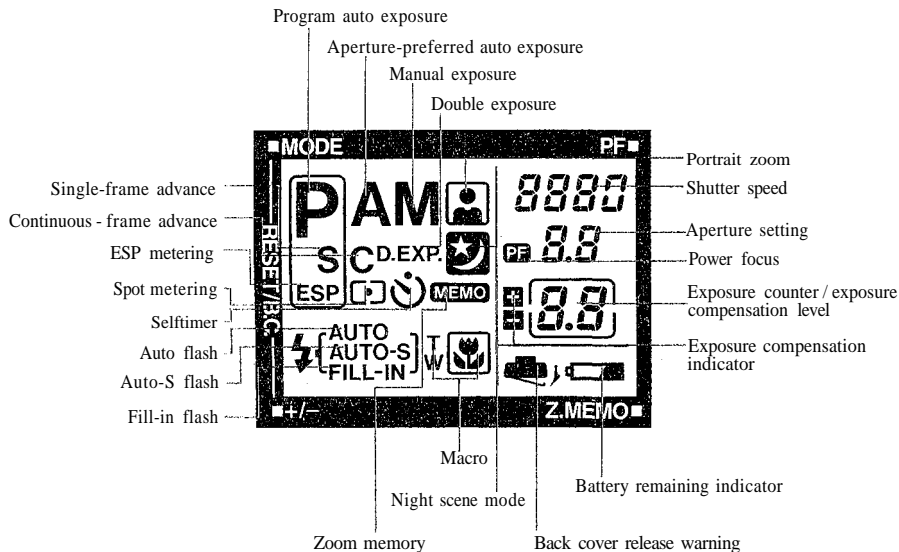 Program auto exposure
Aperture-preferred auto exposure
Manual exposure
Double exposure
MODE
PF
Portrait zoom
Single-frame advance
P A M
8880
Shutter speed
Continuous - frame advance
RESET/BC
S C D.EXP.
8.8
Aperture setting
ESP metering
PF
Power focus
Spot metering
ESP
MEMO
+
-
8.8
Exposure counter / exposure
compensation level
Selftimer
Auto flash
AUTO
AUTO-S
FILL-IN
T
W
Exposure compensation
indicator
Auto-S flash
Fill-in flash
+/–
Z.MEMO
Macro
Night scene mode
Battery remaining indicator
Zoom memory
Back cover release warning